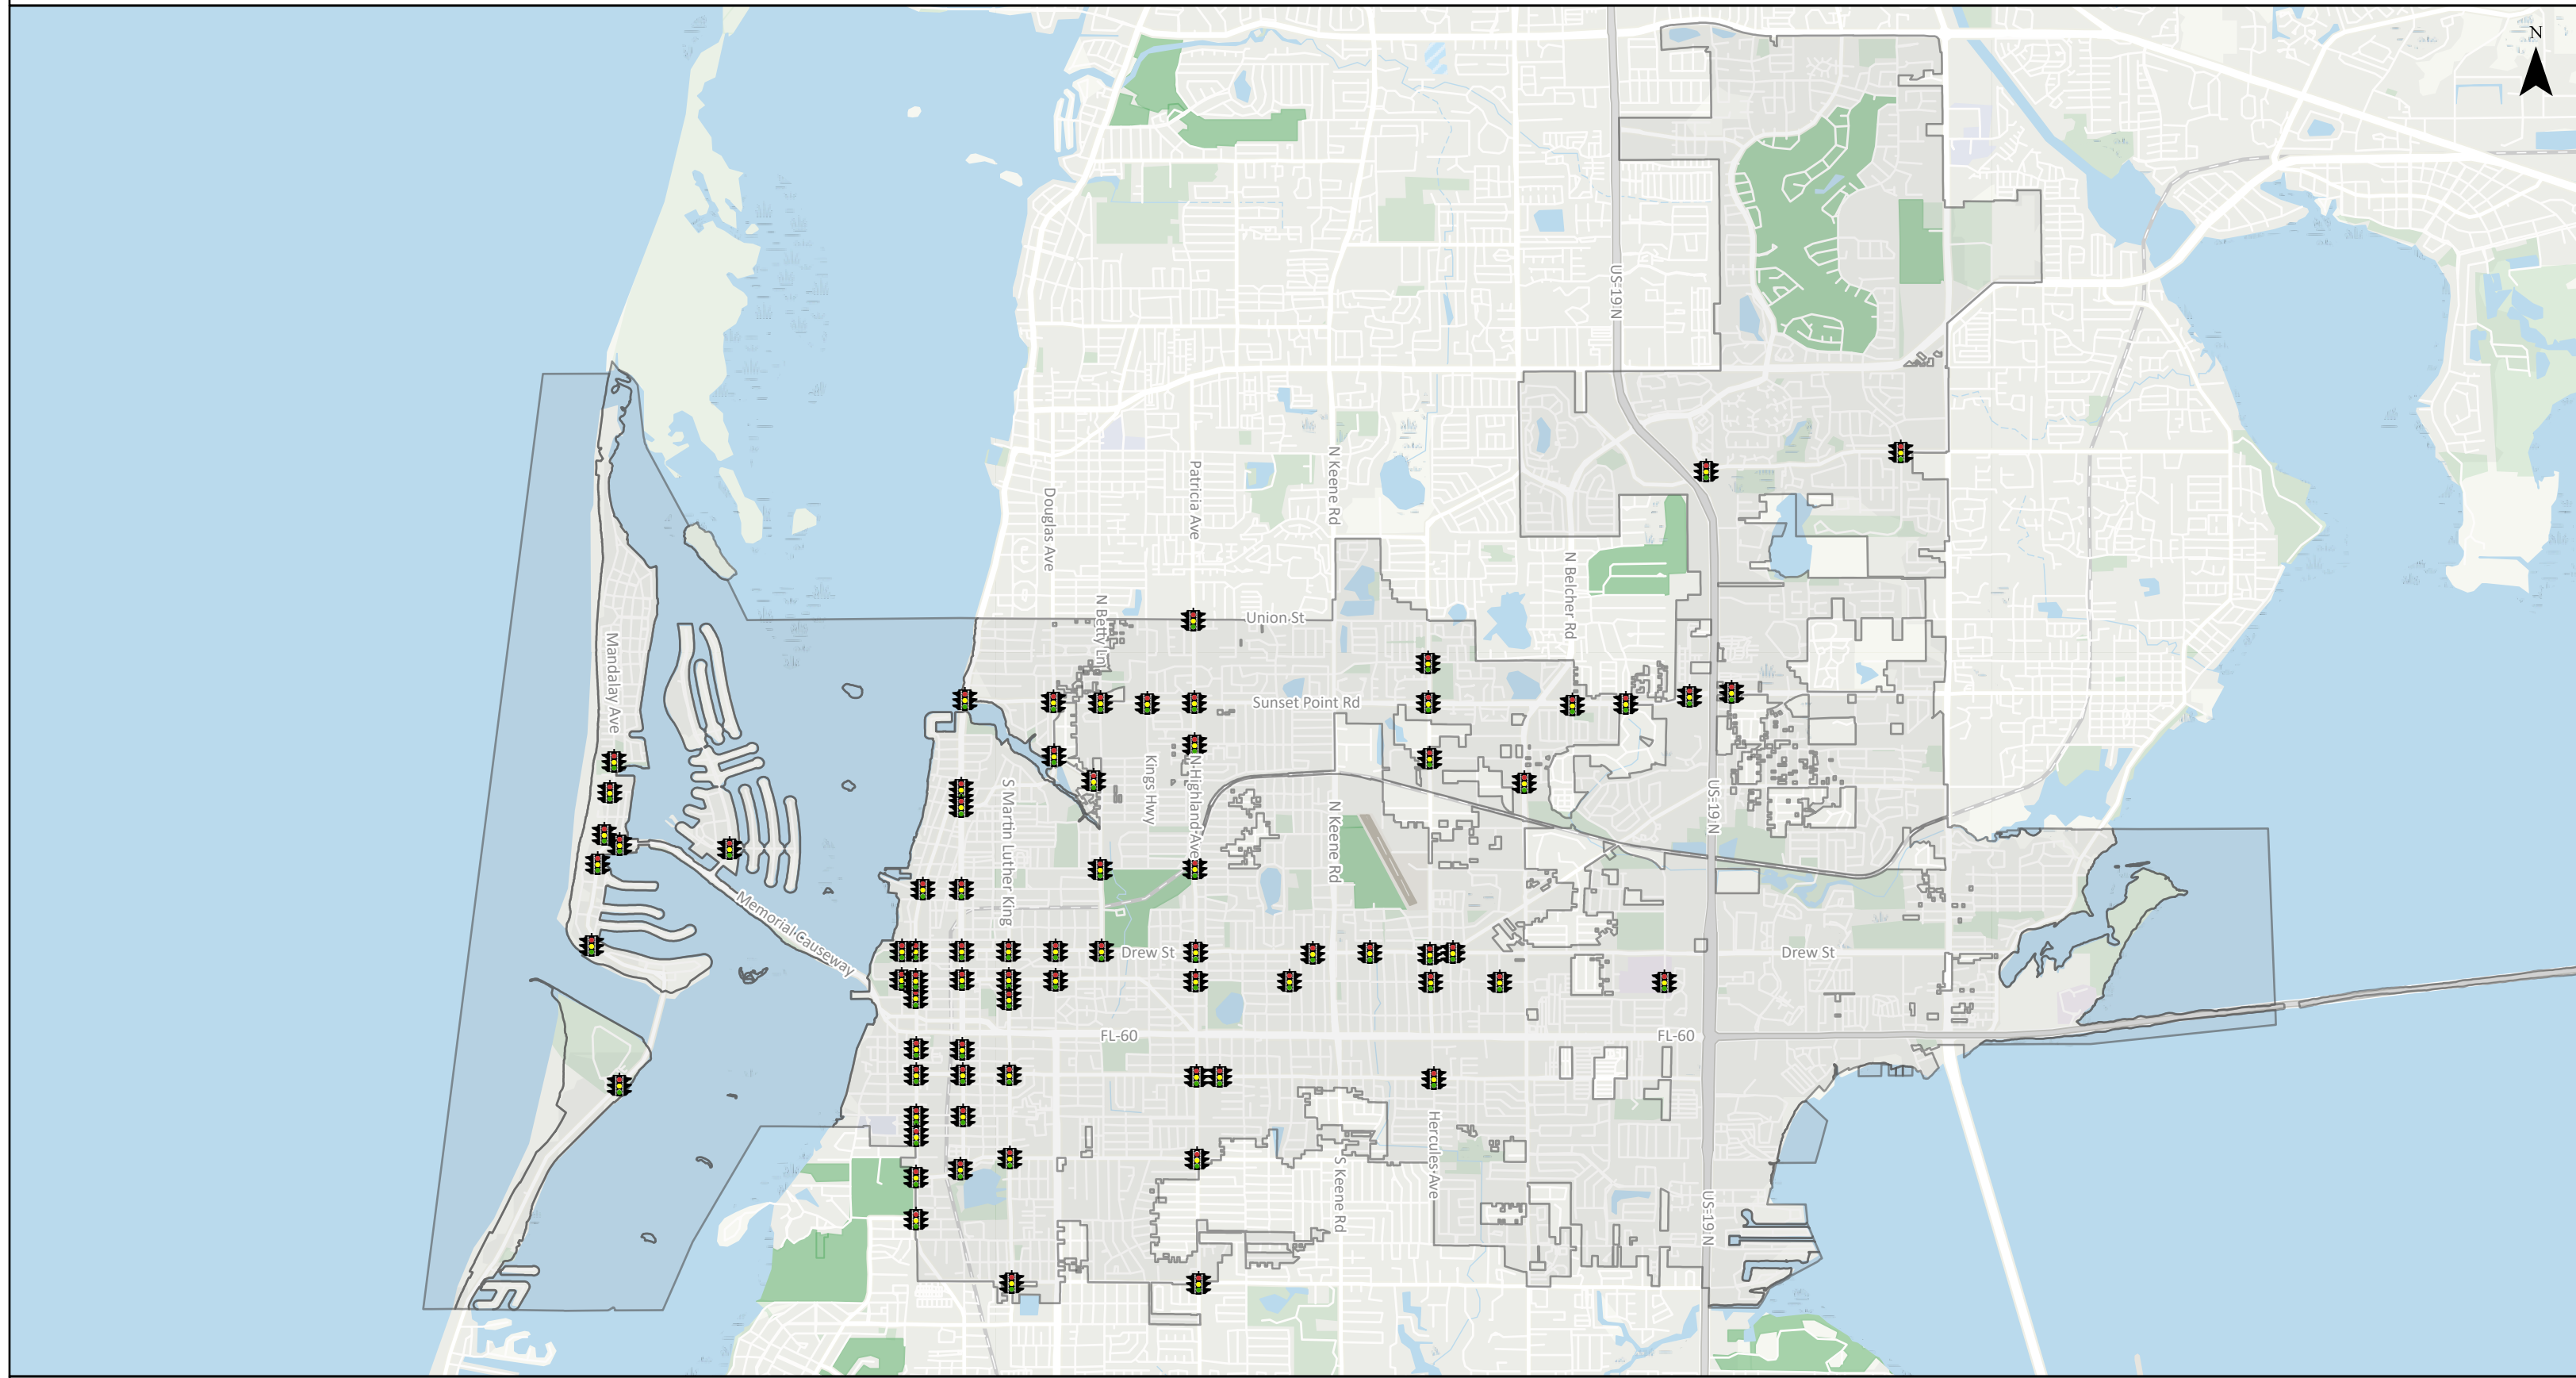 N
US-19 N
Patricia Ave
N Keene Rd
Douglas Ave
N Belcher Rd
N Betty Ln
Union St
Mandalay Ave
Sunset Point Rd
Kings Hwy
N Highland Ave
S Martin Luther King
N Keene Rd
US-19 N
Memorial Causeway
Drew St
Drew St
FL-60
FL-60
Hercules Ave
S Keene Rd
US-19 N